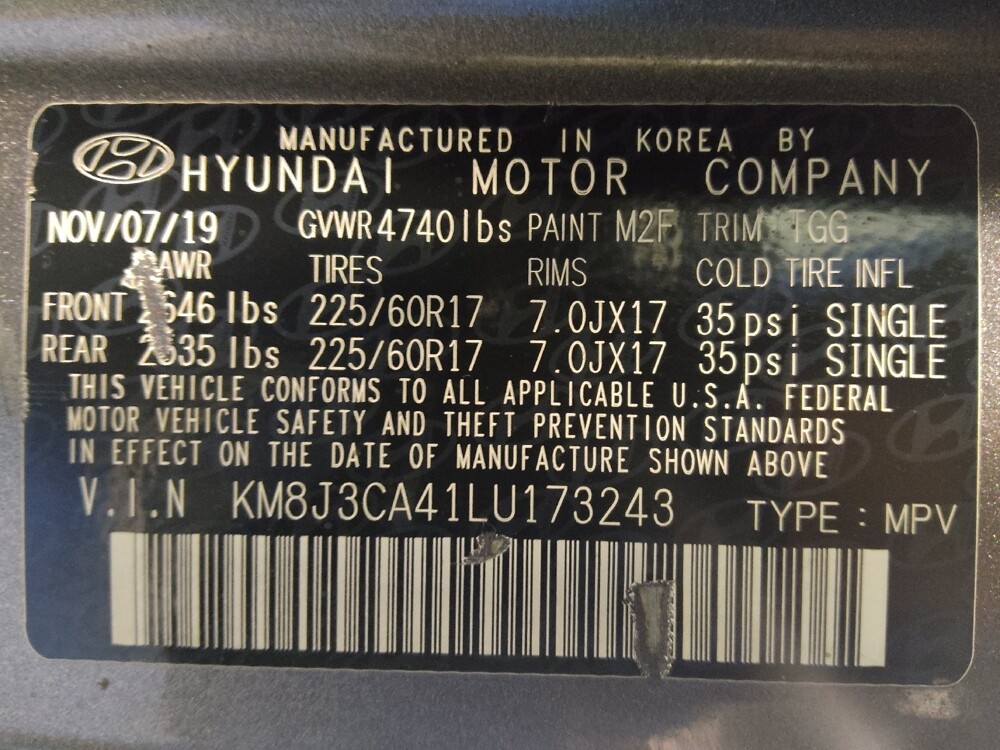 MANUFACTURED IN KOREA BY
HYUNDAI MOTOR COMPANY
NOV/07/19 GVWR 4740 lbs PAINT M2F TRIM TGG
TIRES RIMS COLD TIRE INFL
FRONT lbs 225/60R17 7.0JX17 35psi SINGLE
REAR lbs 225/60R17 7.0JX17 35psi SINGLE
THIS VEHICLE CONFORMS TO ALL APPLICABLE U.S.A. FEDERAL
MOTOR VEHICLE SAFETY AND THEFT PREVENTION STANDARDS
IN EFFECT ON THE DATE OF MANUFACTURE SHOWN ABOVE
V.I.N KM8J3CA41LU173243 TYPE : MPV